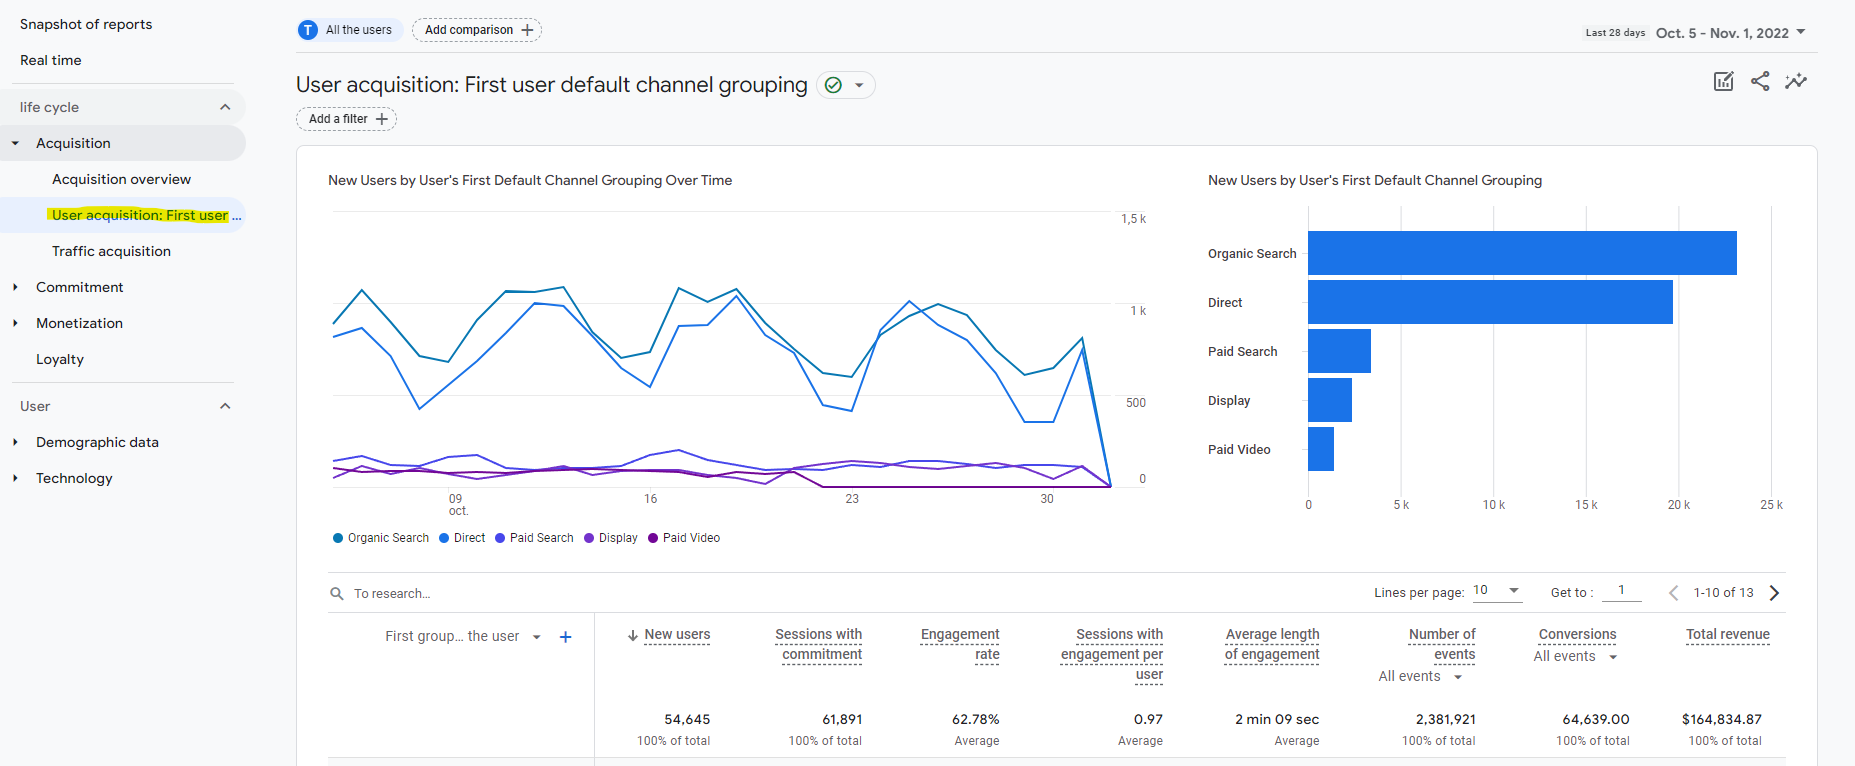 Snapshot of reports
Real time
life cycle
Acquisition
Acquisition overview
User acquisition: First user ...
Traffic acquisition
Commitment
Monetization
Loyalty
User
Demographic data
Technology
T All the users
Add comparison +
Last 28 days Oct. 5 - Nov. 1, 2022
User acquisition: First user default channel grouping
Add a filter +
New Users by User's First Default Channel Grouping Over Time
1,5 k
1 k
500
0
09 16 23 30
oct.
Organic Search Direct Paid Search Display Paid Video
New Users by User's First Default Channel Grouping
Organic Search
Direct
Paid Search
Display
Paid Video
0 5 k 10 k 15 k 20 k 25 k
To research...
Lines per page: 10 Get to : 1 1-10 of 13
First group... the user +
New users
Sessions with
commitment
Engagement
rate
Sessions with
engagement per
user
Average length
of engagement
Number of
events
All events
Conversions
All events
Total revenue
54,645 61,891 62.78% 0.97 2 min 09 sec 2,381,921 64,639.00 $164,834.87
100% of total 100% of total Average Average Average 100% of total 100% of total 100% of total